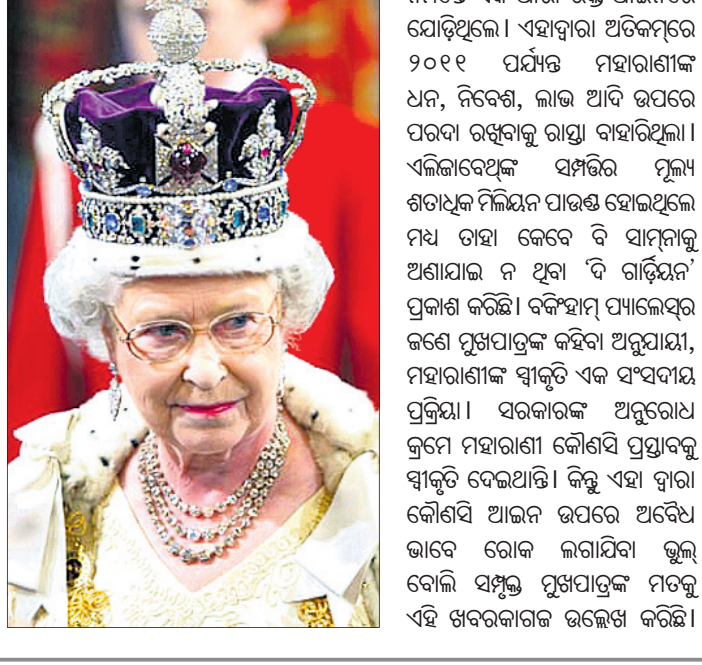 ଯୋଡ଼ିଥିଲେ। ଏହାଦ୍ୱାରା ଅତିକମ୍‌ରେ
୨୦୧୧ ପର୍ଯ୍ୟନ୍ତ ମହାରାଣୀଙ୍କ
ଧନ, ନିବେଶ, ଲାଭ ଆଦି ଉପରେ
ପରଦା ରଖିବାକୁ ରାସ୍ତା ବାହାରିଥିଲା।
ଏଲିଜାବେଥ୍‌ଙ୍କ ସମ୍ପତ୍ତିର ମୂଲ୍ୟ
ଶତାଧିକ ମିଲିୟନ ପାଉଣ୍ଡ ହୋଇଥିଲେ
ମଧ୍ୟ ତାହା କେବେ ବି ସାମ୍‌ନାକୁ
ଅଣାଯାଇ ନ ଥିବା ‘ଦି ଗାର୍ଡ଼ିୟନ’
ପ୍ରକାଶ କରିଛି। ବକିଂହାମ୍ ପ୍ୟାଲେସ୍‌ର
ଜଣେ ମୁଖପାତ୍ରଙ୍କ କହିବା ଅନୁଯାୟୀ,
ମହାରାଣୀଙ୍କ ସ୍ୱୀକୃତି ଏକ ସଂସଦୀୟ
ପ୍ରକ୍ରିୟା। ସରକାରଙ୍କ ଅନୁରୋଧ
କ୍ରମେ ମହାରାଣୀ କୌଣସି ପ୍ରସ୍ତାବକୁ
ସ୍ୱୀକୃତି ଦେଇଥାନ୍ତି। କିନ୍ତୁ ଏହା ଦ୍ୱାରା
କୌଣସି ଆଇନ ଉପରେ ଅବୈଧ
ଭାବେ ରୋକ ଲଗାଯିବା ଭୁଲ୍
ବୋଲି ସମ୍ପୃକ୍ତ ମୁଖପାତ୍ରଙ୍କ ମତକୁ
ଏହି ଖବରକାଗଜ ଉଲ୍ଲେଖ କରିଛି।